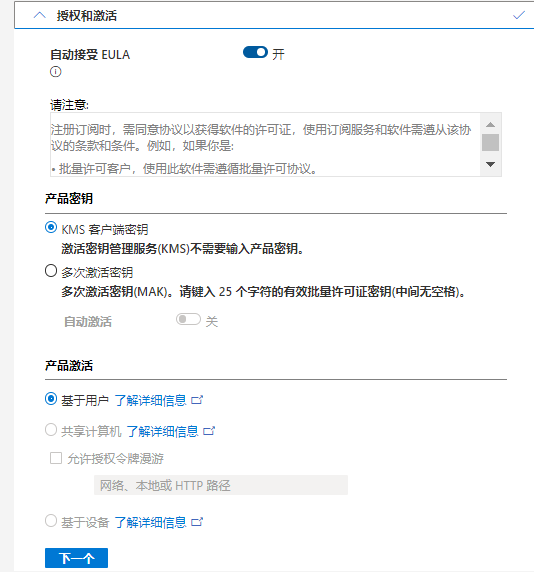 授权和激活
自动接受 EULA
开
请注意:
注册订阅时，需同意协议以获得软件的许可证，使用订阅服务和软件需遵从该协
议的条款和条件。例如，如果你是:
• 批量许可客户，使用此软件需遵循批量许可协议。
产品密钥
KMS 客户端密钥
激活密钥管理服务(KMS)不需要输入产品密钥。
多次激活密钥
多次激活密钥(MAK)。请键入 25 个字符的有效批量许可证密钥(中间无空格)。
自动激活
关
产品激活
基于用户 了解详细信息
共享计算机 了解详细信息
允许授权令牌漫游
网络、本地或 HTTP 路径
基于设备 了解详细信息
下一个